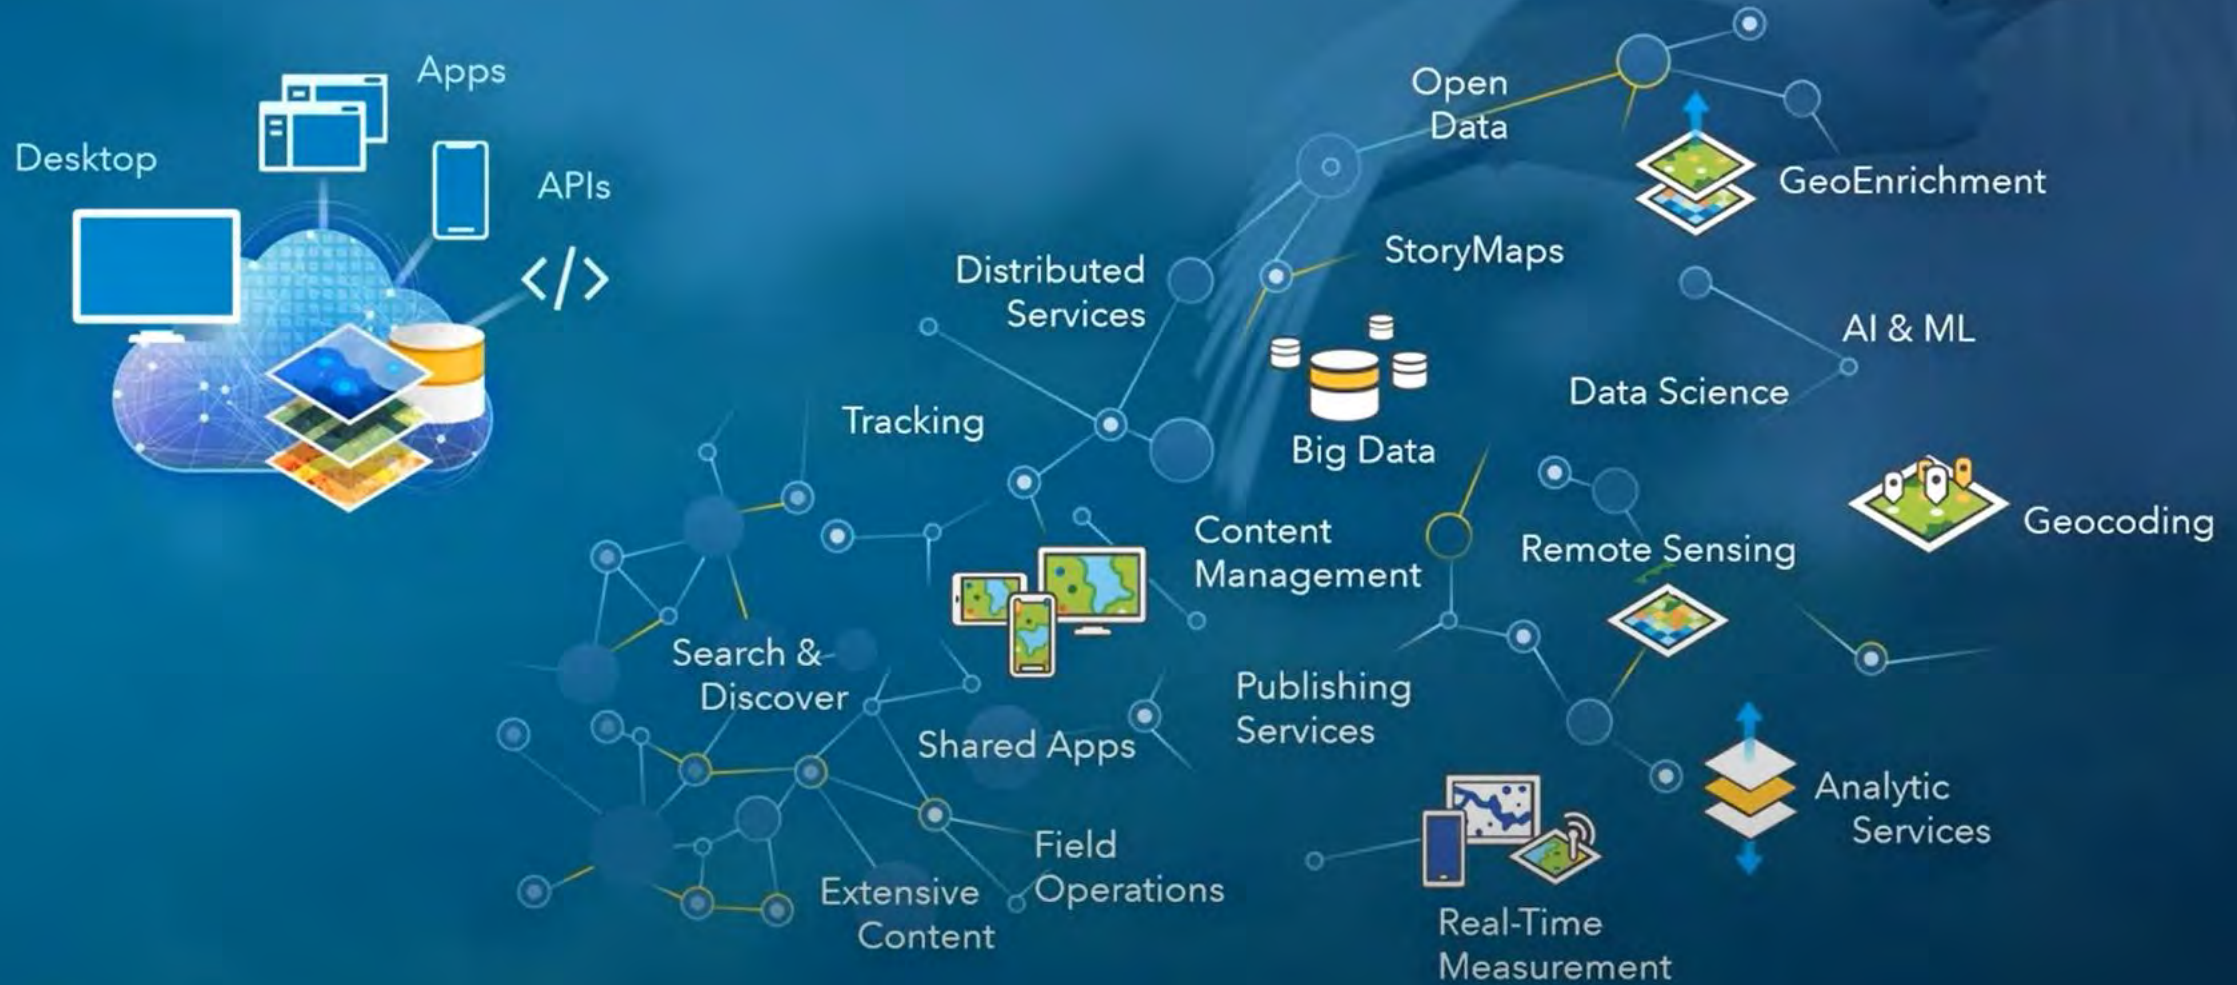 Apps
Desktop
APIs
</>
Open
Data
GeoEnrichment
StoryMaps
Distributed
Services
AI & ML
Data Science
Tracking
Big Data
Geocoding
Content
Management
Remote Sensing
Search &
Discover
Publishing
Services
Shared Apps
Analytic
Services
Field
Operations
Extensive
Content
Real-Time
Measurement